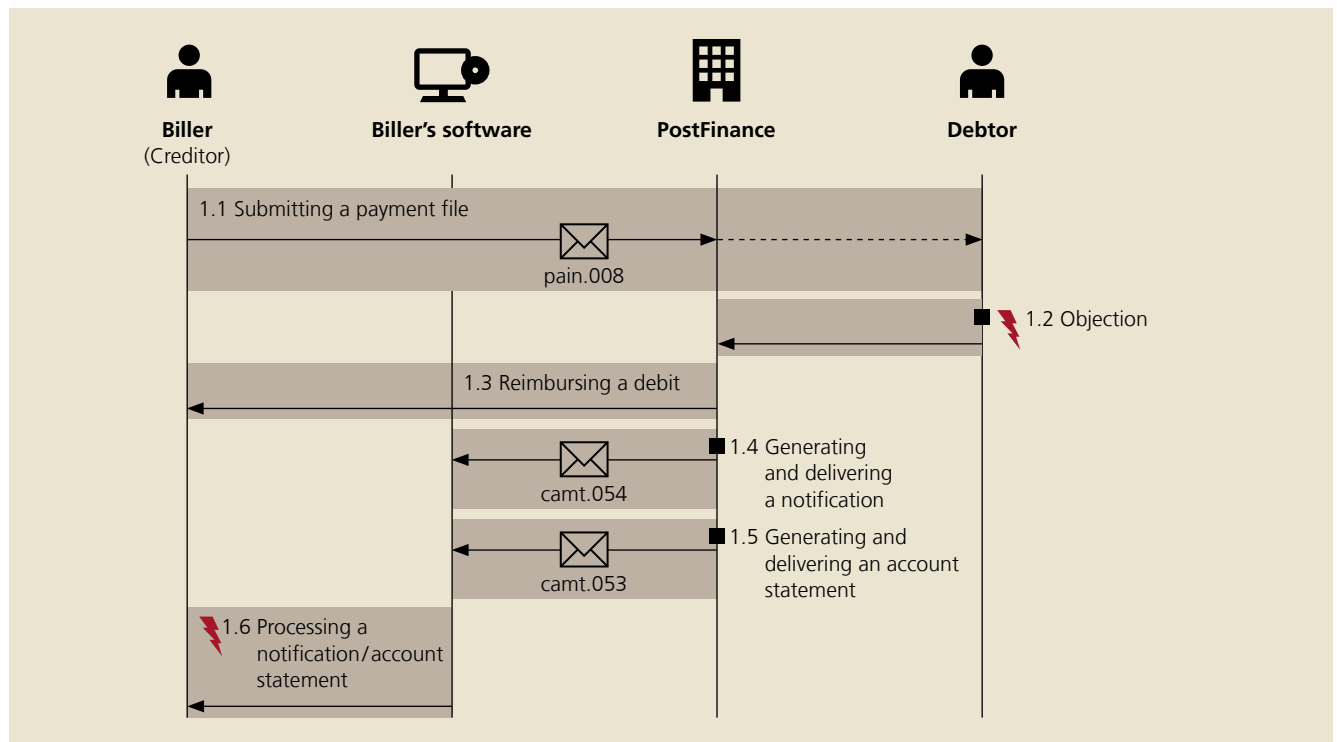 Biller
(Creditor)
Biller's software
PostFinance
Debtor
1.1 Submitting a payment file
pain.008
1.2 Objection
1.3 Reimbursing a debit
1.4 Generating
and delivering
a notification
camt.054
1.5 Generating and
delivering an account
statement
camt.053
1.6 Processing a
notification/account
statement